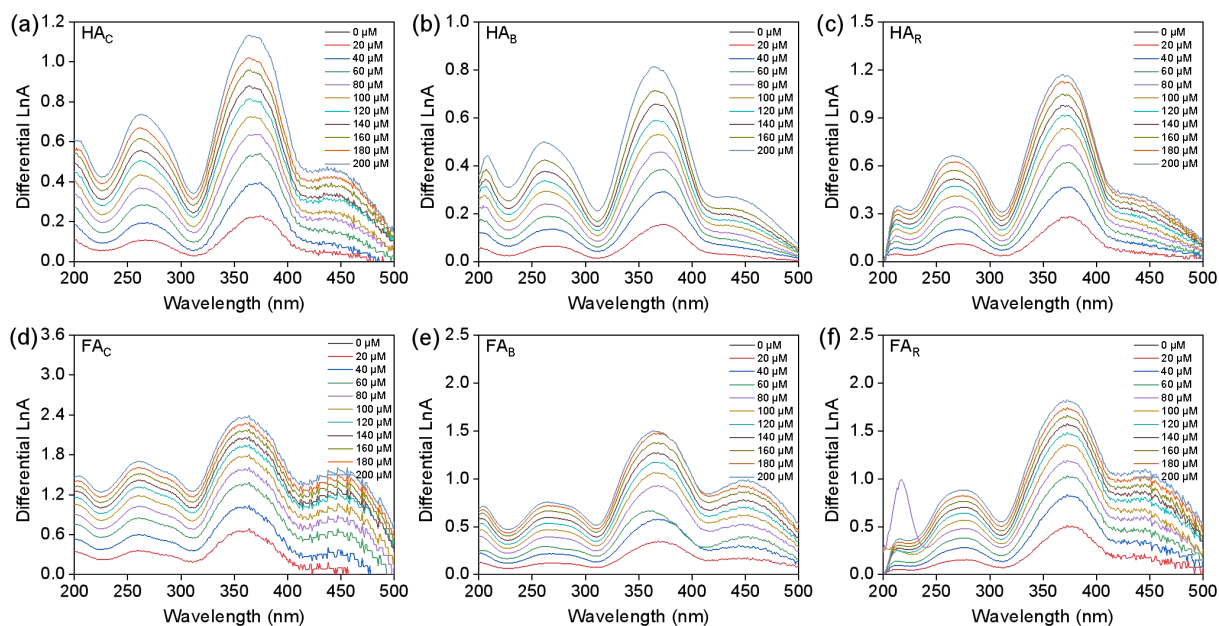 (a)
HA_C
Differential LnA
1.2
1.0
0.8
0.6
0.4
0.2
0.0
0 µM
20 µM
40 µM
60 µM
80 µM
100 µM
120 µM
140 µM
160 µM
180 µM
200 µM
200 250 300 350 400 450 500
Wavelength (nm)
(b)
HA_B
Differential LnA
1.0
0.8
0.6
0.4
0.2
0.0
0 µM
20 µM
40 µM
60 µM
80 µM
100 µM
120 µM
140 µM
160 µM
180 µM
200 µM
200 250 300 350 400 450 500
Wavelength (nm)
(c)
HA_R
Differential LnA
1.5
1.2
0.9
0.6
0.3
0.0
0 µM
20 µM
40 µM
60 µM
80 µM
100 µM
120 µM
140 µM
160 µM
180 µM
200 µM
200 250 300 350 400 450 500
Wavelength (nm)
(d)
FA_C
Differential LnA
3.6
3.0
2.4
1.8
1.2
0.6
0.0
0 µM
20 µM
40 µM
60 µM
80 µM
100 µM
120 µM
140 µM
160 µM
180 µM
200 µM
200 250 300 350 400 450 500
Wavelength (nm)
(e)
FA_B
Differential LnA
2.5
2.0
1.5
1.0
0.5
0.0
0 µM
20 µM
40 µM
60 µM
80 µM
100 µM
120 µM
140 µM
160 µM
180 µM
200 µM
200 250 300 350 400 450 500
Wavelength (nm)
(f)
FA_R
Differential LnA
2.5
2.0
1.5
1.0
0.5
0.0
0 µM
20 µM
40 µM
60 µM
80 µM
100 µM
120 µM
140 µM
160 µM
180 µM
200 µM
200 250 300 350 400 450 500
Wavelength (nm)